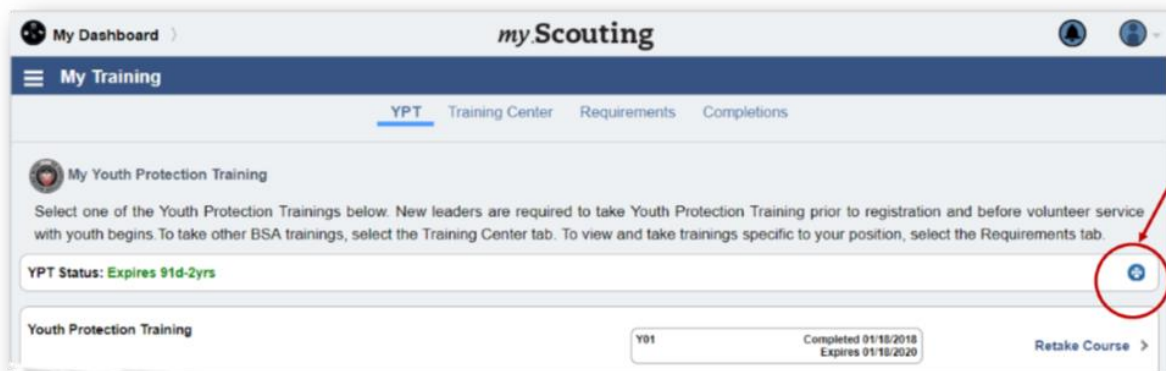 My Dashboard
my.Scouting
My Training
YPT Training Center Requirements Completions
My Youth Protection Training
Select one of the Youth Protection Trainings below. New leaders are required to take Youth Protection Training prior to registration and before volunteer service
with youth begins.To take other BSA trainings, select the Training Center tab. To view and take trainings specific to your position, select the Requirements tab.
YPT Status: Expires 91d-2yrs
Youth Protection Training
Y01 Completed 01/18/2018
Expires 01/18/2020
Retake Course